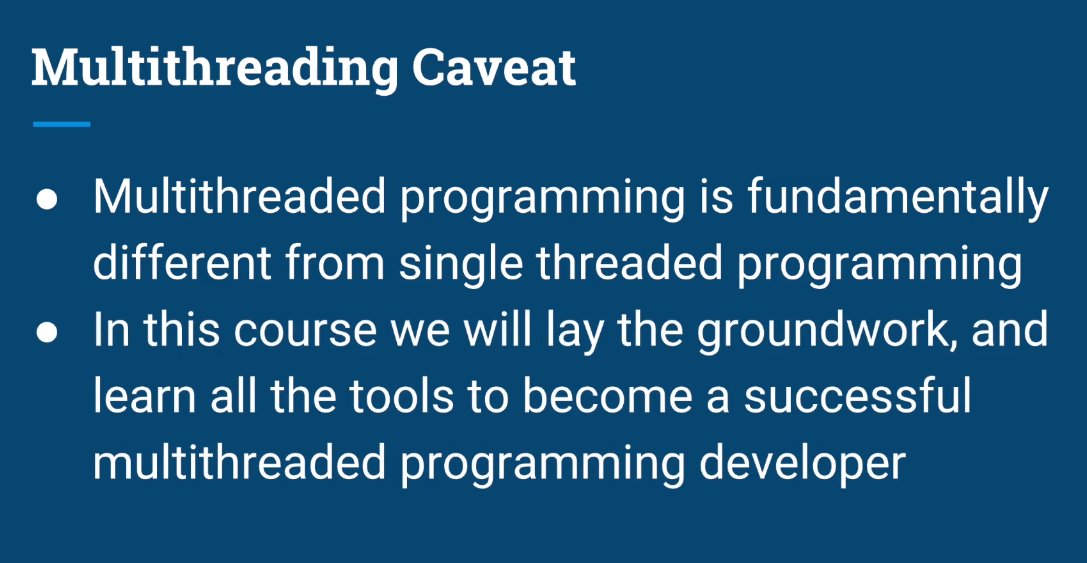 Multithreading Caveat
● Multithreaded programming is fundamentally
different from single threaded programming
● In this course we will lay the groundwork, and
learn all the tools to become a successful
multithreaded programming developer